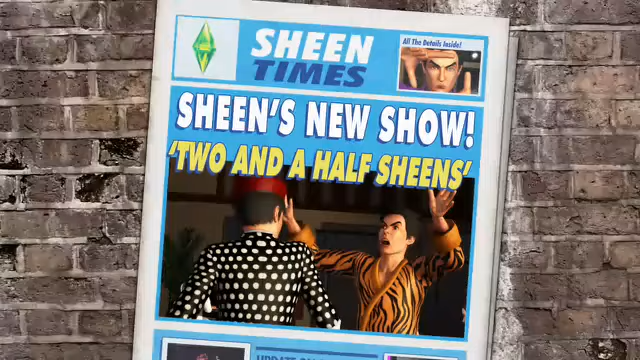 SHEEN
TIMES
All The Details Inside!
SHEEN'S NEW SHOW!
'TWO AND A HALF SHEENS'